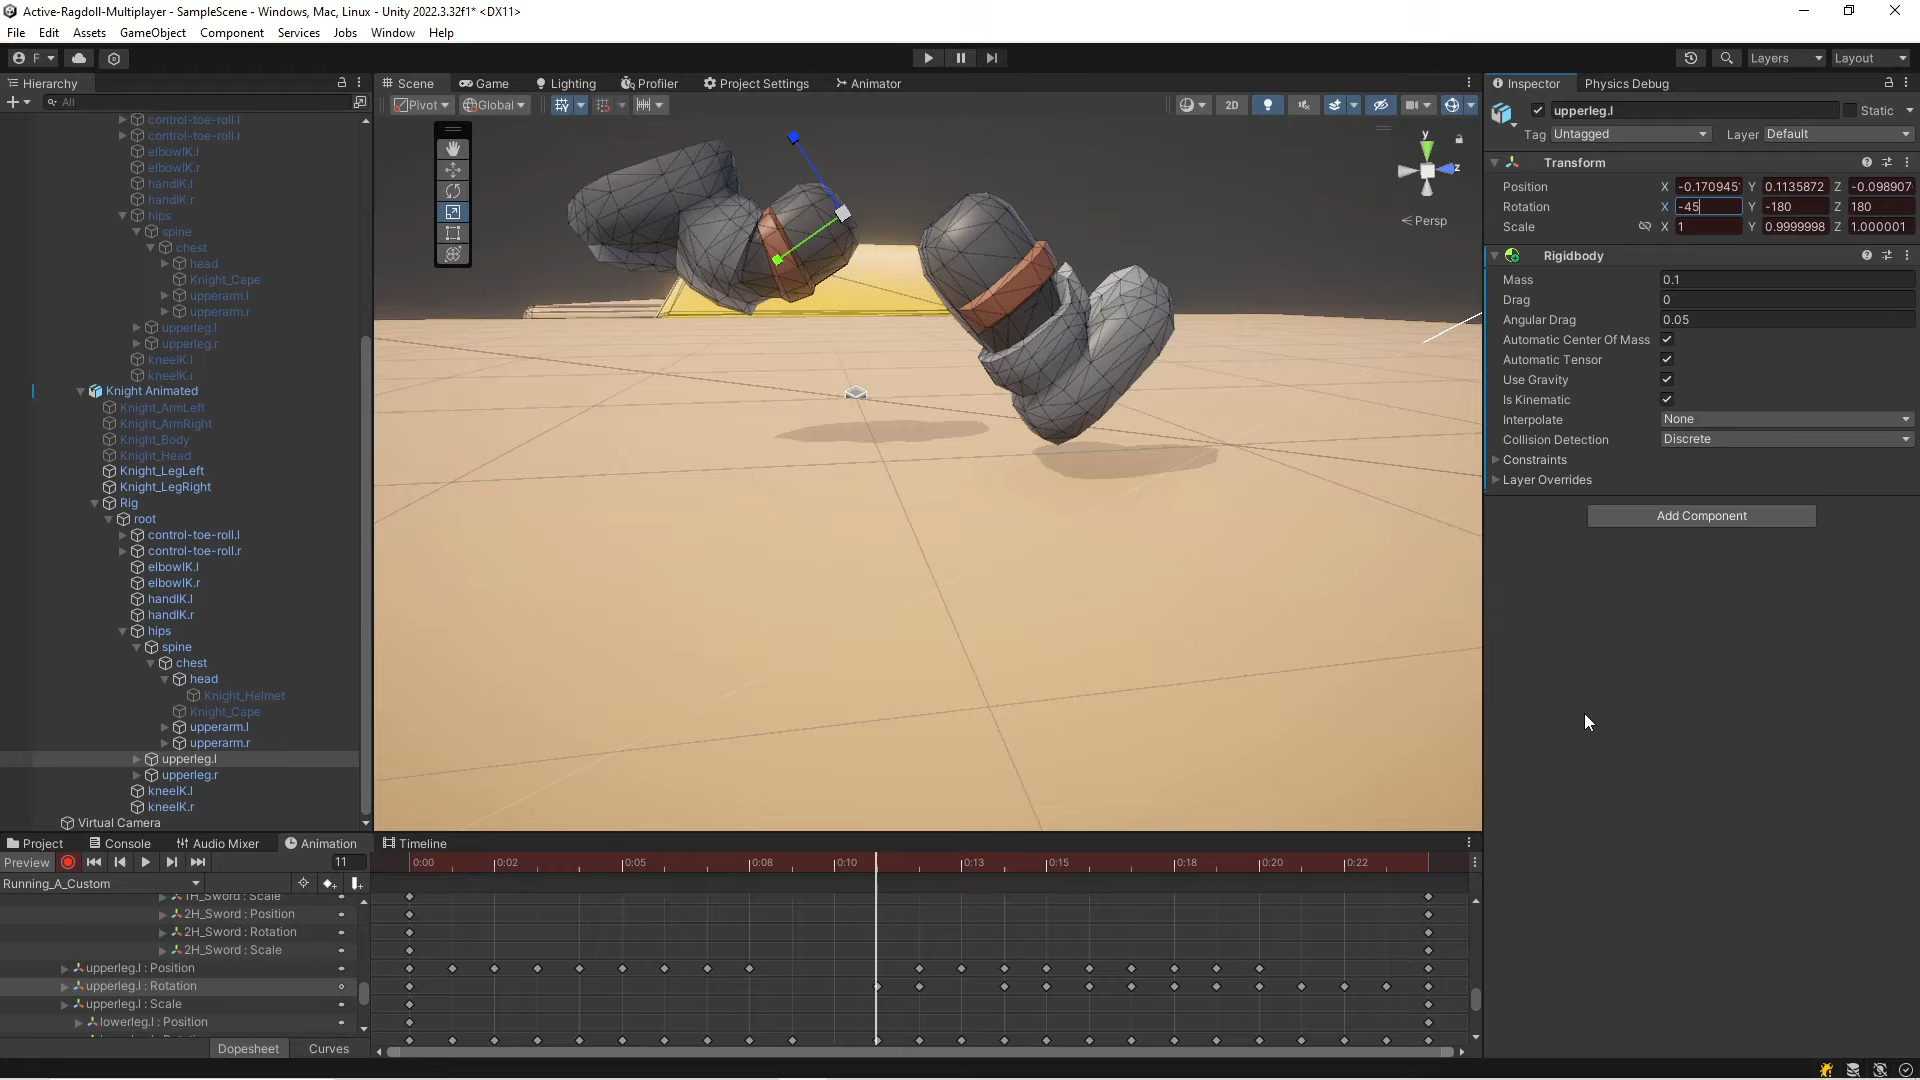 Active-Ragdoll-Multiplayer - SampleScene - Windows, Mac, Linux - Unity 2022.3.32f1* <DX11>
File Edit Assets GameObject Component Services Jobs Window Help
F Layers Layout
Hierarchy
All
control-toe-roll.l
control-toe-roll.r
elbowIK.l
elbowIK.r
handIK.l
handIK.r
hips
spine
chest
head
Knight_Cape
upperarm.l
upperarm.r
upperleg.l
upperleg.r
kneeIK.l
kneeIK.r
Knight Animated
Knight_ArmLeft
Knight_ArmRight
Knight_Body
Knight_Head
Knight_LegLeft
Knight_LegRight
Rig
root
control-toe-roll.l
control-toe-roll.r
elbowIK.l
elbowIK.r
handIK.l
handIK.r
hips
spine
chest
head
Knight_Helmet
Knight_Cape
upperarm.l
upperarm.r
upperleg.l
upperleg.r
kneeIK.l
kneeIK.r
Virtual Camera
Scene Game Lighting Profiler Project Settings Animator
Pivot Global 2D
y
z
< Persp
Inspector Physics Debug
upperleg.l Static
Tag Untagged Layer Default
Transform
Position X -0.170945 Y 0.1135872 Z -0.098907
Rotation X -45 Y -180 Z 180
Scale X 1 Y 0.9999998 Z 1.000001
Rigidbody
Mass 0.1
Drag 0
Angular Drag 0.05
Automatic Center Of Mass
Automatic Tensor
Use Gravity
Is Kinematic
Interpolate None
Collision Detection Discrete
Constraints
Layer Overrides
Add Component
Project Console Audio Mixer Animation Timeline
Preview 11 0:00 0:02 0:05 0:08 0:10 0:13 0:15 0:18 0:20 0:22
Running_A_Custom
1H_Sword : Scale
2H_Sword : Position
2H_Sword : Rotation
2H_Sword : Scale
upperleg.l : Position
upperleg.l : Rotation
upperleg.l : Scale
lowerleg.l : Position
Dopesheet Curves